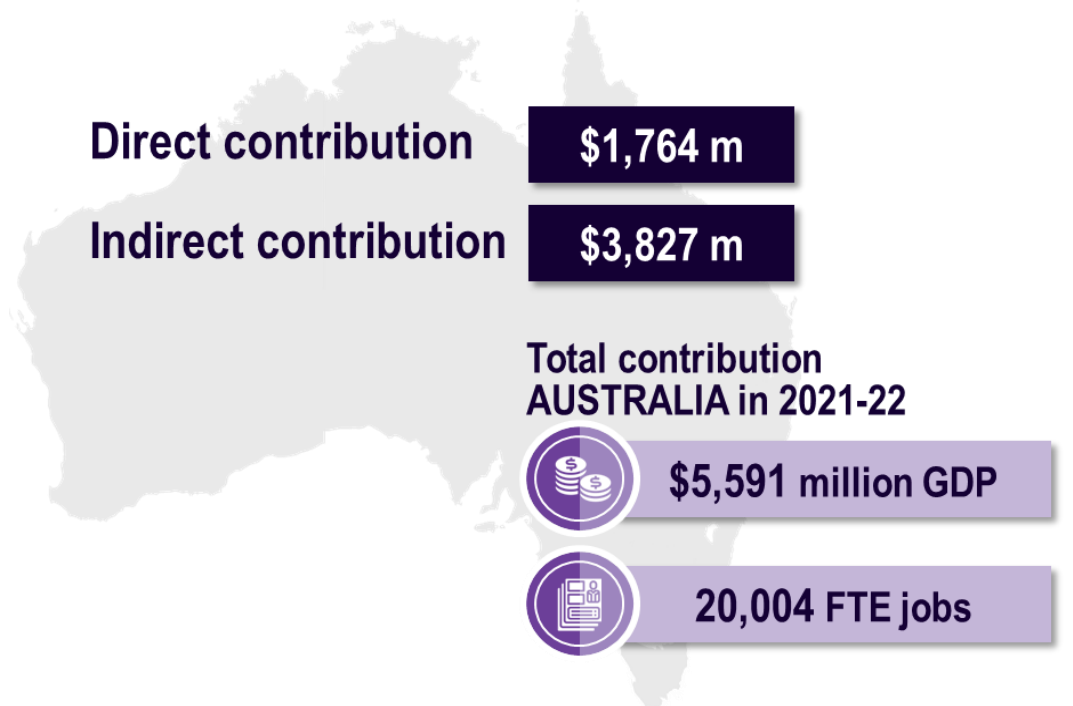 Direct contribution $1,764 m
Indirect contribution $3,827 m
Total contribution
AUSTRALIA in 2021-22
$5,591 million GDP
20,004 FTE jobs